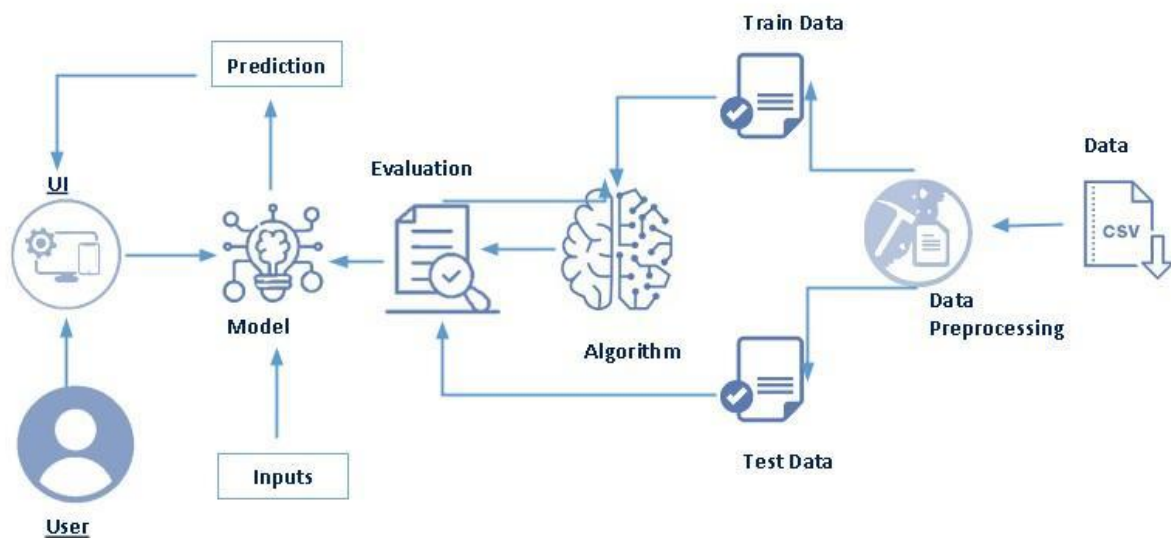 Train Data
Prediction
Data
Evaluation
UI
CSV
Model
Data
Preprocessing
Algorithm
Inputs
Test Data
User